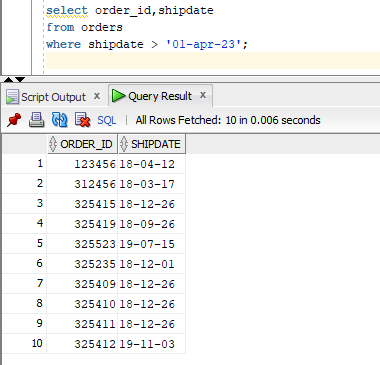 select order_id,shipdate
from orders
where shipdate > '01-apr-23';
Script Output x Query Result x
SQL | All Rows Fetched: 10 in 0.006 seconds
ORDER_ID SHIPDATE
1 123456 18-04-12
2 312456 18-03-17
3 325415 18-12-26
4 325419 18-09-26
5 325523 19-07-15
6 325235 18-12-01
7 325409 18-12-26
8 325410 18-12-26
9 325411 18-12-26
10 325412 19-11-03